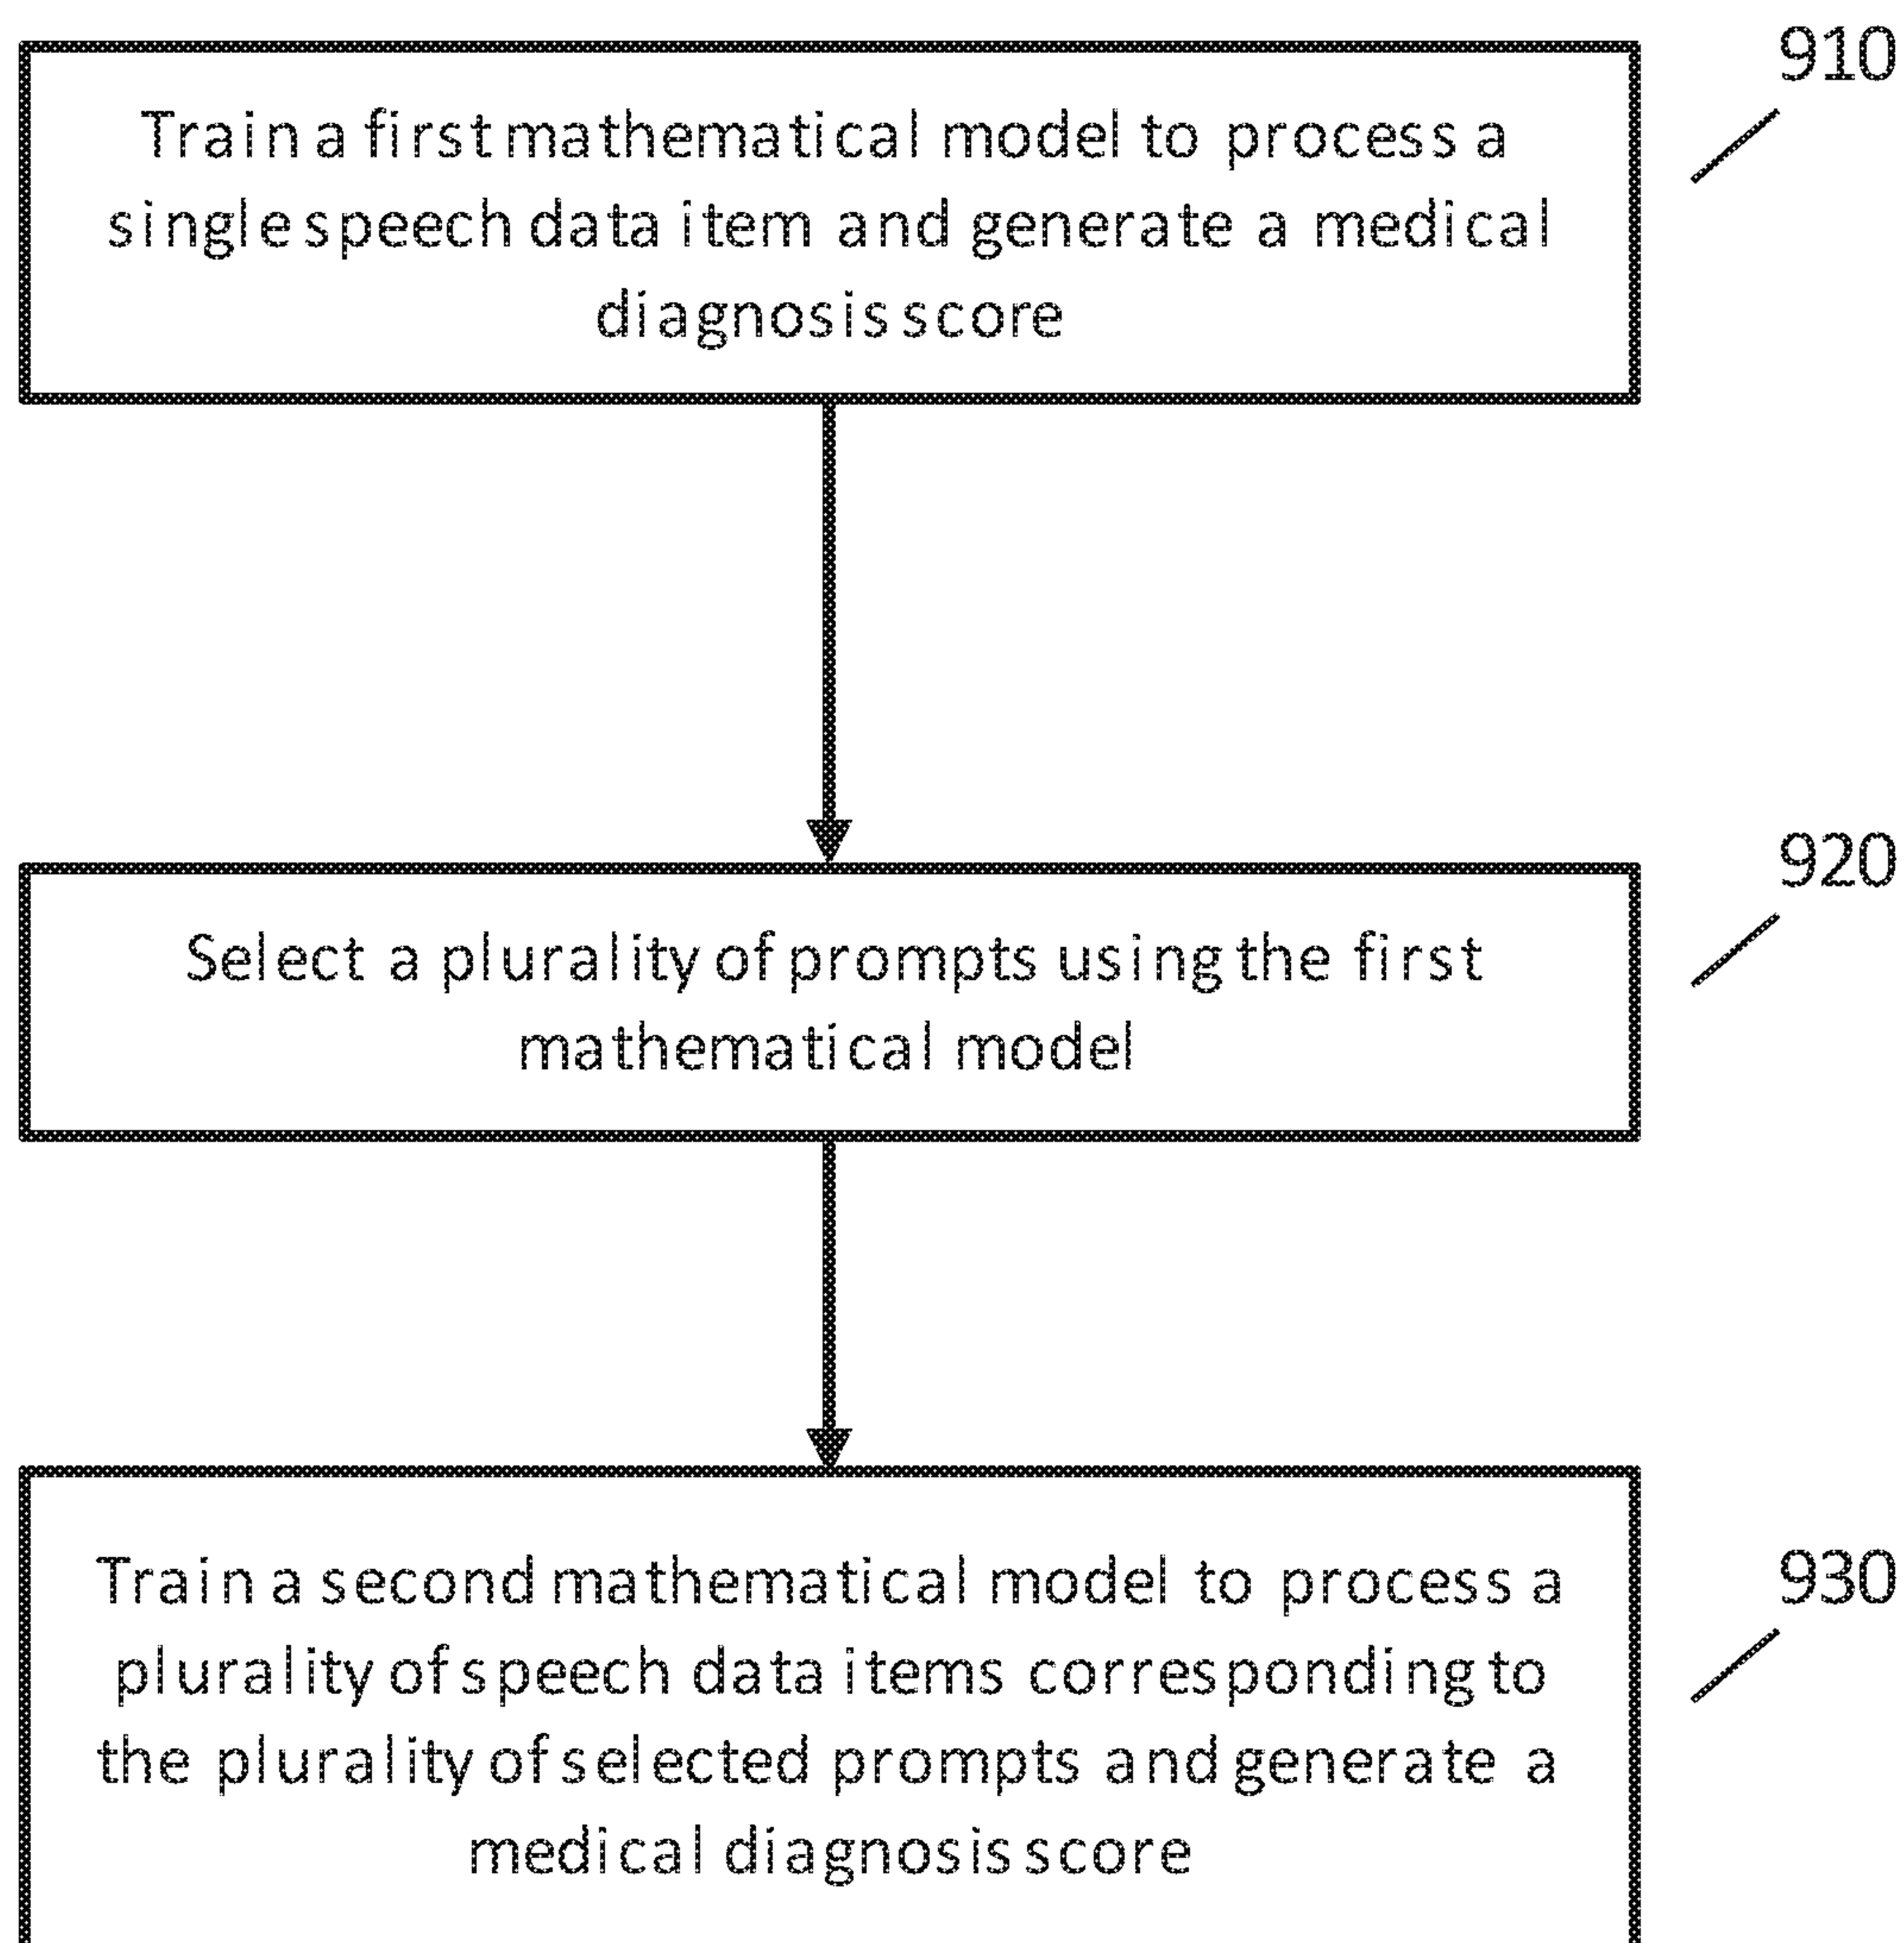 910
Train a first mathematical model to process a
single speech data item and generate a medical
diagnosis score
920
Select a plurality of prompts using the first
mathematical model
930
Train a second mathematical model to process a
plurality of speech data items corresponding to
the plurality of selected prompts and generate a
medical diagnosis score